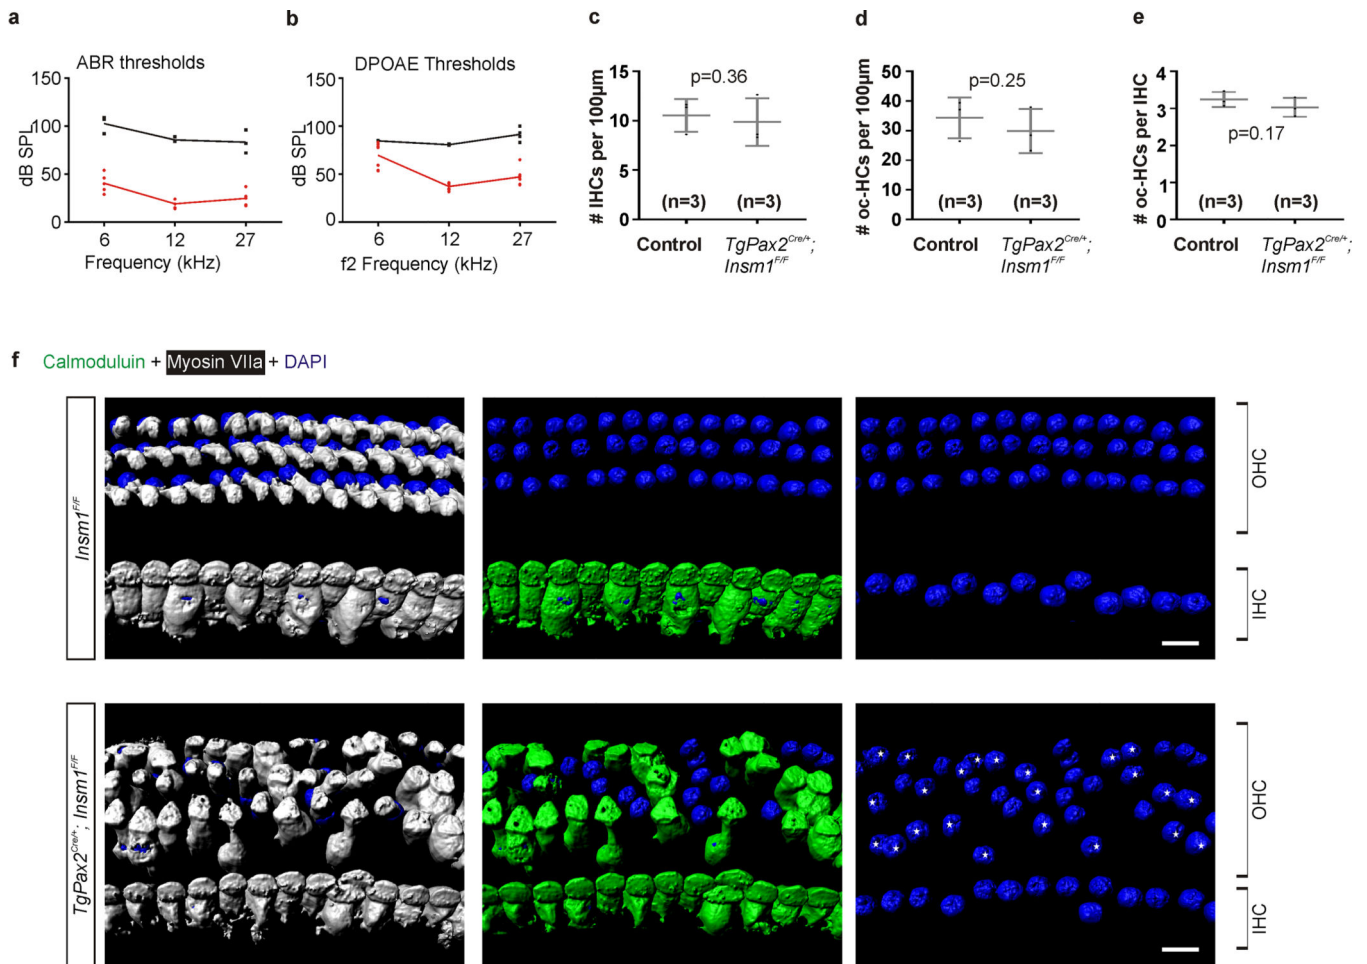 a
ABR thresholds
150
100
50
0
dB SPL
6 12 27
Frequency (kHz)
b
DPOAE Thresholds
150
100
50
0
dB SPL
6 12 27
f2 Frequency (kHz)
c
# IHCs per 100µm
15
10
5
0
p=0.36
(n=3) (n=3)
Control TgPax2Cre/+;
Insm1F/F
d
# oc-HCs per 100µm
50
40
30
20
10
0
p=0.25
(n=3) (n=3)
Control TgPax2Cre/+;
Insm1F/F
e
# oc-HCs per IHC
4
3
2
1
0
p=0.17
(n=3) (n=3)
Control TgPax2Cre/+;
Insm1F/F
f
Calmoduluin + Myosin VIIa + DAPI
Insm1F/F
OHC
IHC
TgPax2Cre/+; Insm1F/F
OHC
IHC